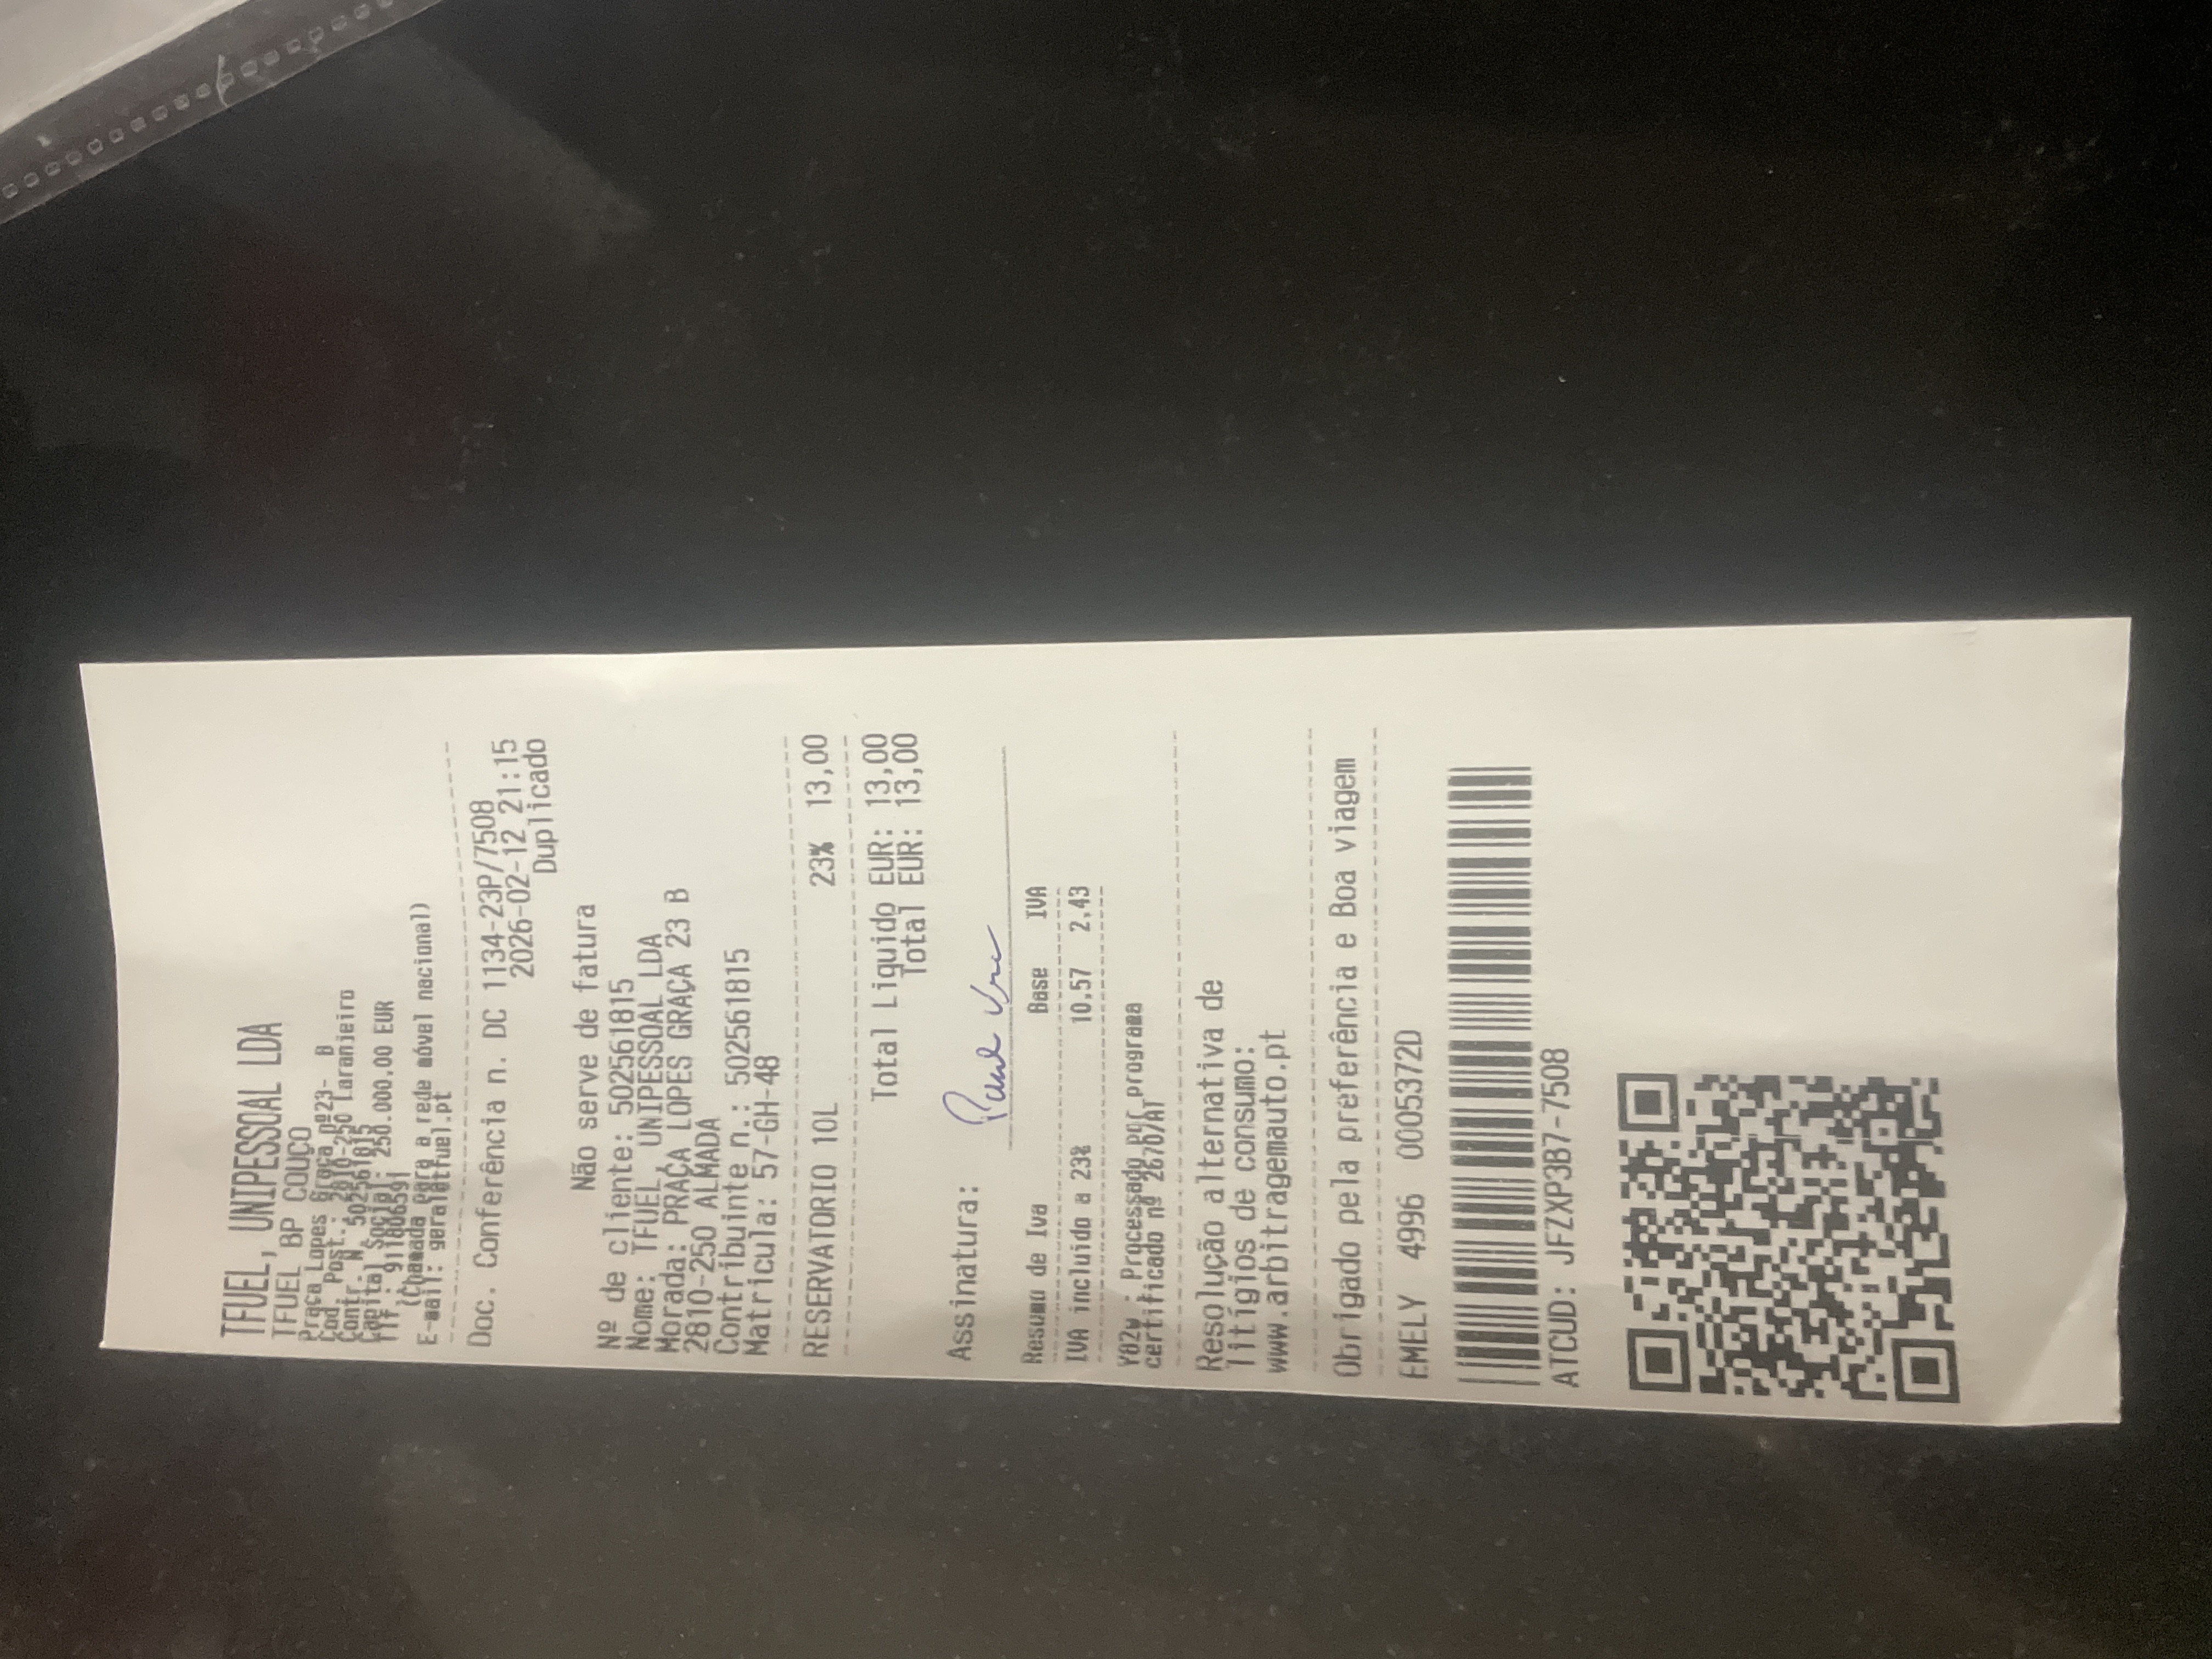 TFUEL, UNIPESSOAL LDA
TFUEL BP COUÇO
Praça Lopes Graça nº23- B
Cod. Post.: 2810-250 Laranjeiro
Contr. Nº 502561815
Capital Social: 250.000,00 EUR
Tlf.: 911806591
(Chamada para a rede móvel nacional)
E-mail: geral@tfuel.pt
Doc. Conferência n. DC 1134-23P/7508
2026-02-12 21:15
Duplicado
Não serve de fatura
Nº de cliente: 502561815
Nome: TFUEL, UNIPESSOAL LDA
Morada: PRAÇA LOPES GRAÇA 23 B
2810-250 ALMADA
Contribuinte n.: 502561815
Matricula: 57-GH-48
RESERVATORIO 10L 23% 13,00
Total Liquido EUR: 13,00
Total EUR: 13,00
Assinatura:
Resumo de Iva Base IVA
IVA incluido a 23% 10,57 2,43
Y82w : Processado por programa
certificado nº 2670/AT
Resolução alternativa de
litígios de consumo:
www.arbitragemauto.pt
Obrigado pela preferência e Boa viagem
EMELY 4996 0005372D
ATCUD: JFZXP3B7-7508